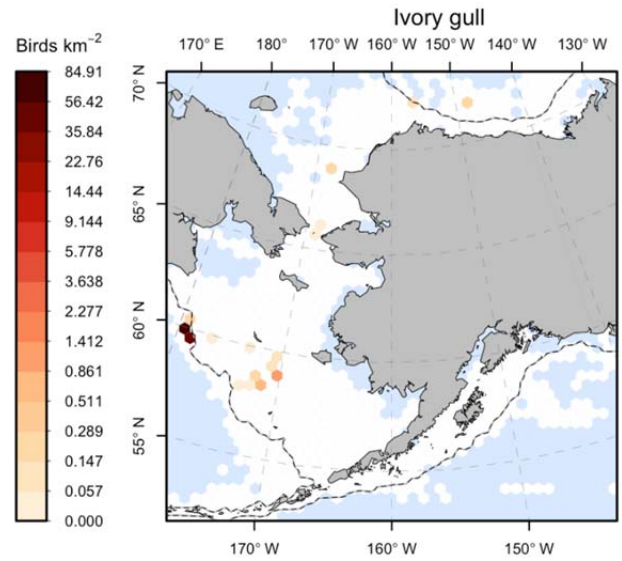 Ivory gull
Birds km⁻²
84.91
56.42
35.84
22.76
14.44
9.144
5.778
3.638
2.277
1.412
0.861
0.511
0.289
0.147
0.057
0.000
170° E 180° 170° W 160° W 150° W 140° W 130° W
70° N
65° N
60° N
55° N
170° W 160° W 150° W